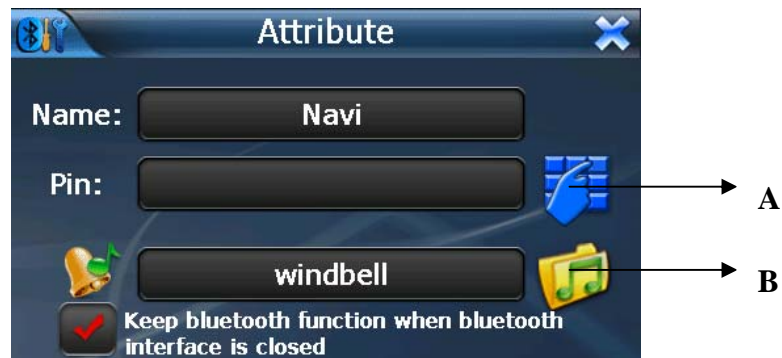 Attribute
Name: Navi
Pin:
A
windbell
B
Keep bluetooth function when bluetooth
interface is closed